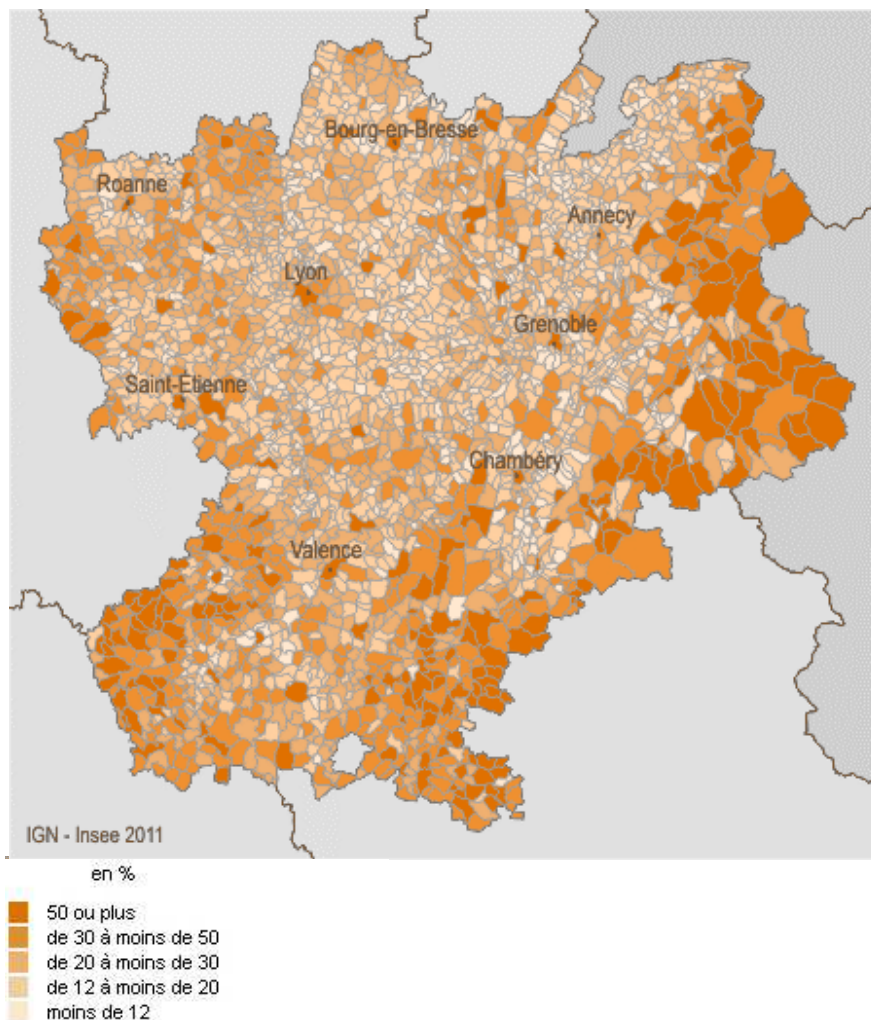 Bourg-en-Bresse
Roanne
Annecy
Lyon
Grenoble
Saint-Etienne
Chambéry
Valence
IGN - Insee 2011
en %
50 ou plus
de 30 à moins de 50
de 20 à moins de 30
de 12 à moins de 20
moins de 12